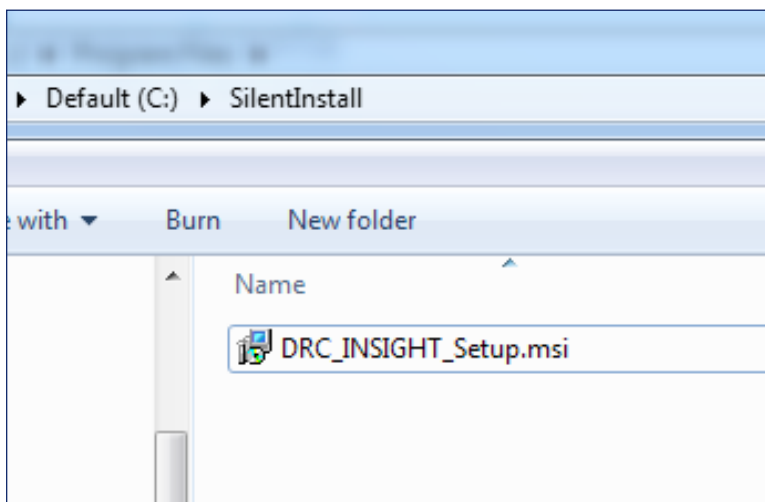 Default (C:) SilentInstall
with Burn New folder
Name
DRC_INSIGHT_Setup.msi